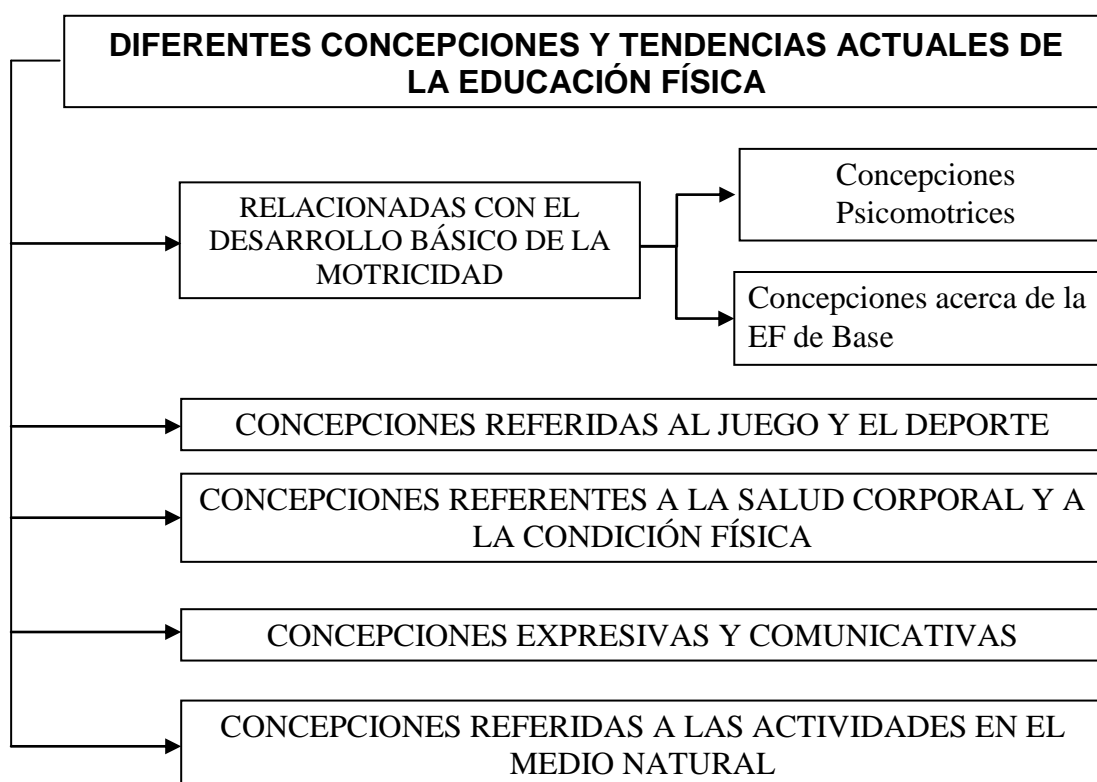 DIFERENTES CONCEPCIONES Y TENDENCIAS ACTUALES DE
LA EDUCACIÓN FÍSICA
RELACIONADAS CON EL
DESARROLLO BÁSICO DE LA
MOTRICIDAD
Concepciones
Psicomotrices
Concepciones acerca de la
EF de Base
CONCEPCIONES REFERIDAS AL JUEGO Y EL DEPORTE
CONCEPCIONES REFERENTES A LA SALUD CORPORAL Y A
LA CONDICIÓN FÍSICA
CONCEPCIONES EXPRESIVAS Y COMUNICATIVAS
CONCEPCIONES REFERIDAS A LAS ACTIVIDADES EN EL
MEDIO NATURAL